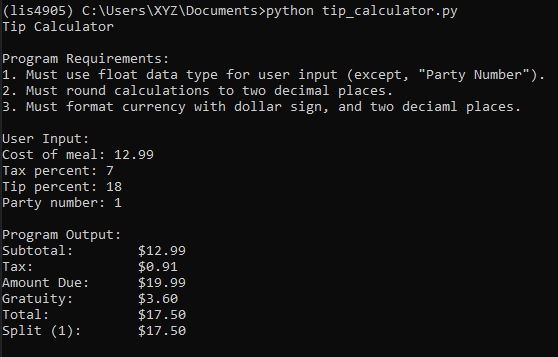 (lis4905) C:\Users\XYZ\Documents>python tip_calculator.py
Tip Calculator
Program Requirements:
1. Must use float data type for user input (except, "Party Number").
2. Must round calculations to two decimal places.
3. Must format currency with dollar sign, and two deciaml places.
User Input:
Cost of meal: 12.99
Tax percent: 7
Tip percent: 18
Party number: 1
Program Output:
Subtotal: $12.99
Tax: $0.91
Amount Due: $19.99
Gratuity: $3.60
Total: $17.50
Split (1): $17.50